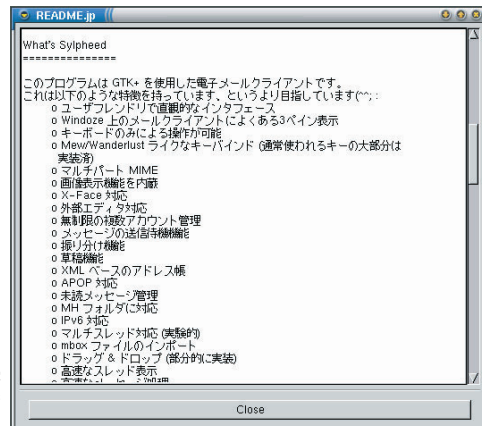 README.jp
What's Sylpheed
===============
このプログラムは GTK+ を使用した電子メールクライアントです。
これは以下のような特徴を持っています、というより目指しています(^^; :
o ユーザフレンドリで直観的なインタフェース
o Windoze 上のメールクライアントによくある3ペイン表示
o キーボードのみによる操作が可能
o Mew/Wanderlust ライクなキーバインド (通常使われるキーの大部分は
実装済)
o マルチパート MIME
o 画像表示機能を内蔵
o X-Face 対応
o 外部エディタ対応
o 無制限の複数アカウント管理
o メッセージの送信待機機能
o 振り分け機能
o 草稿機能
o XML ベースのアドレス帳
o APOP 対応
o 未読メッセージ管理
o MH フォルダに対応
o IPv6 対応
o マルチスレッド対応 (実験的)
o mbox ファイルのインポート
o ドラッグ & ドロップ (部分的に実装)
o 高速なスレッド表示
Close